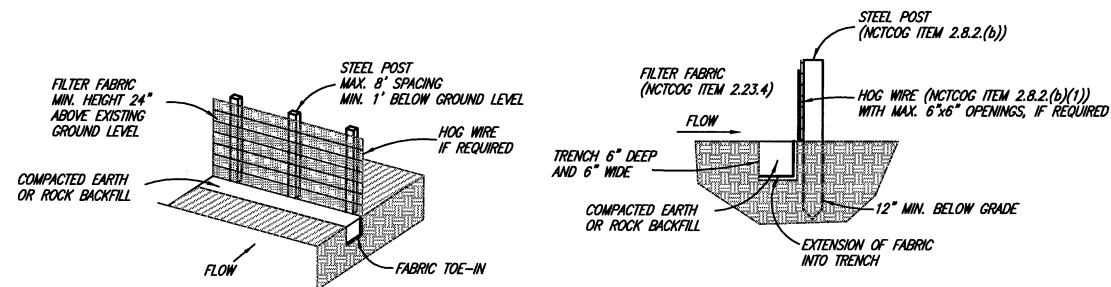 FILTER FABRIC
MIN. HEIGHT 24"
ABOVE EXISTING
GROUND LEVEL
STEEL POST
MAX. 8' SPACING
MIN. 1' BELOW GROUND LEVEL
HOG WIRE
IF REQUIRED
COMPACTED EARTH
OR ROCK BACKFILL
FLOW
FABRIC TOE-IN
STEEL POST
(NCTCOG ITEM 2.8.2.(b))
FILTER FABRIC
(NCTCOG ITEM 2.23.4)
HOG WIRE (NCTCOG ITEM 2.8.2.(b)(1))
WITH MAX. 6"x6" OPENINGS, IF REQUIRED
FLOW
TRENCH 6" DEEP
AND 6" WIDE
COMPACTED EARTH
OR ROCK BACKFILL
12" MIN. BELOW GRADE
EXTENSION OF FABRIC
INTO TRENCH